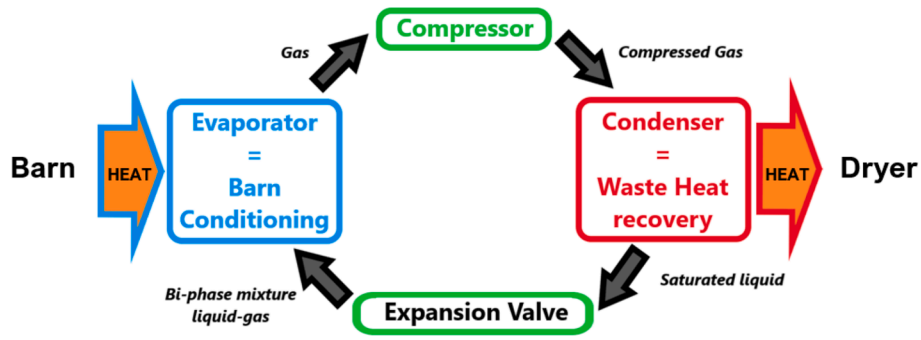 Compressor
Gas
Compressed Gas
Evaporator
=
Barn
Conditioning
Condenser
=
Waste Heat
recovery
Barn
HEAT
HEAT
Dryer
Bi-phase mixture
liquid-gas
Saturated liquid
Expansion Valve